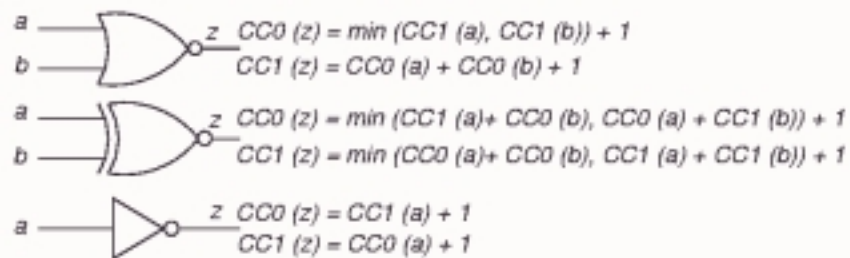 a
z CC0 (z) = min (CC1 (a), CC1 (b)) + 1
b
CC1 (z) = CC0 (a) + CC0 (b) + 1
a
z CC0 (z) = min (CC1 (a)+ CC0 (b), CC0 (a) + CC1 (b)) + 1
b
CC1 (z) = min (CC0 (a)+ CC0 (b), CC1 (a) + CC1 (b)) + 1
a
z CC0 (z) = CC1 (a) + 1
CC1 (z) = CC0 (a) + 1